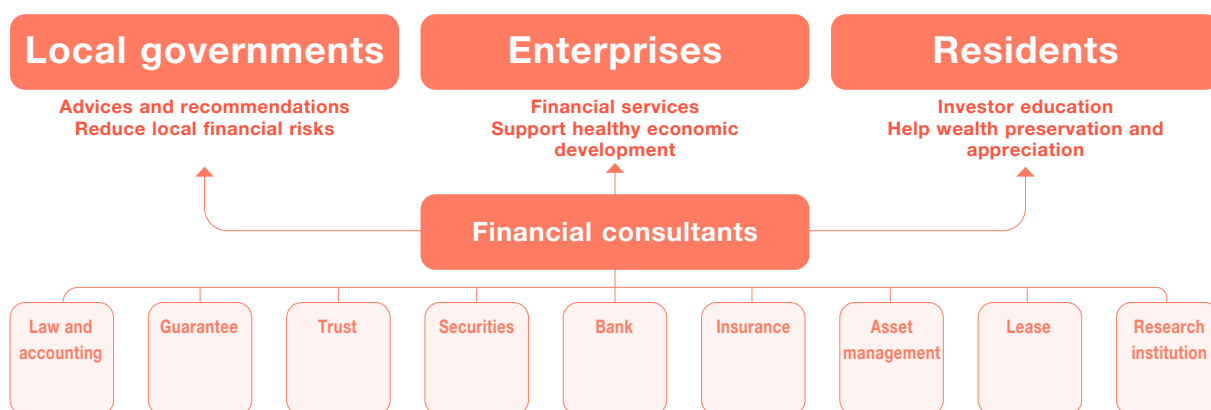 Local governments
Enterprises
Residents
Advices and recommendations
Reduce local financial risks
Financial services
Support healthy economic
development
Investor education
Help wealth preservation and
appreciation
Financial consultants
Law and
accounting
Guarantee
Trust
Securities
Bank
Insurance
Asset
management
Lease
Research
institution